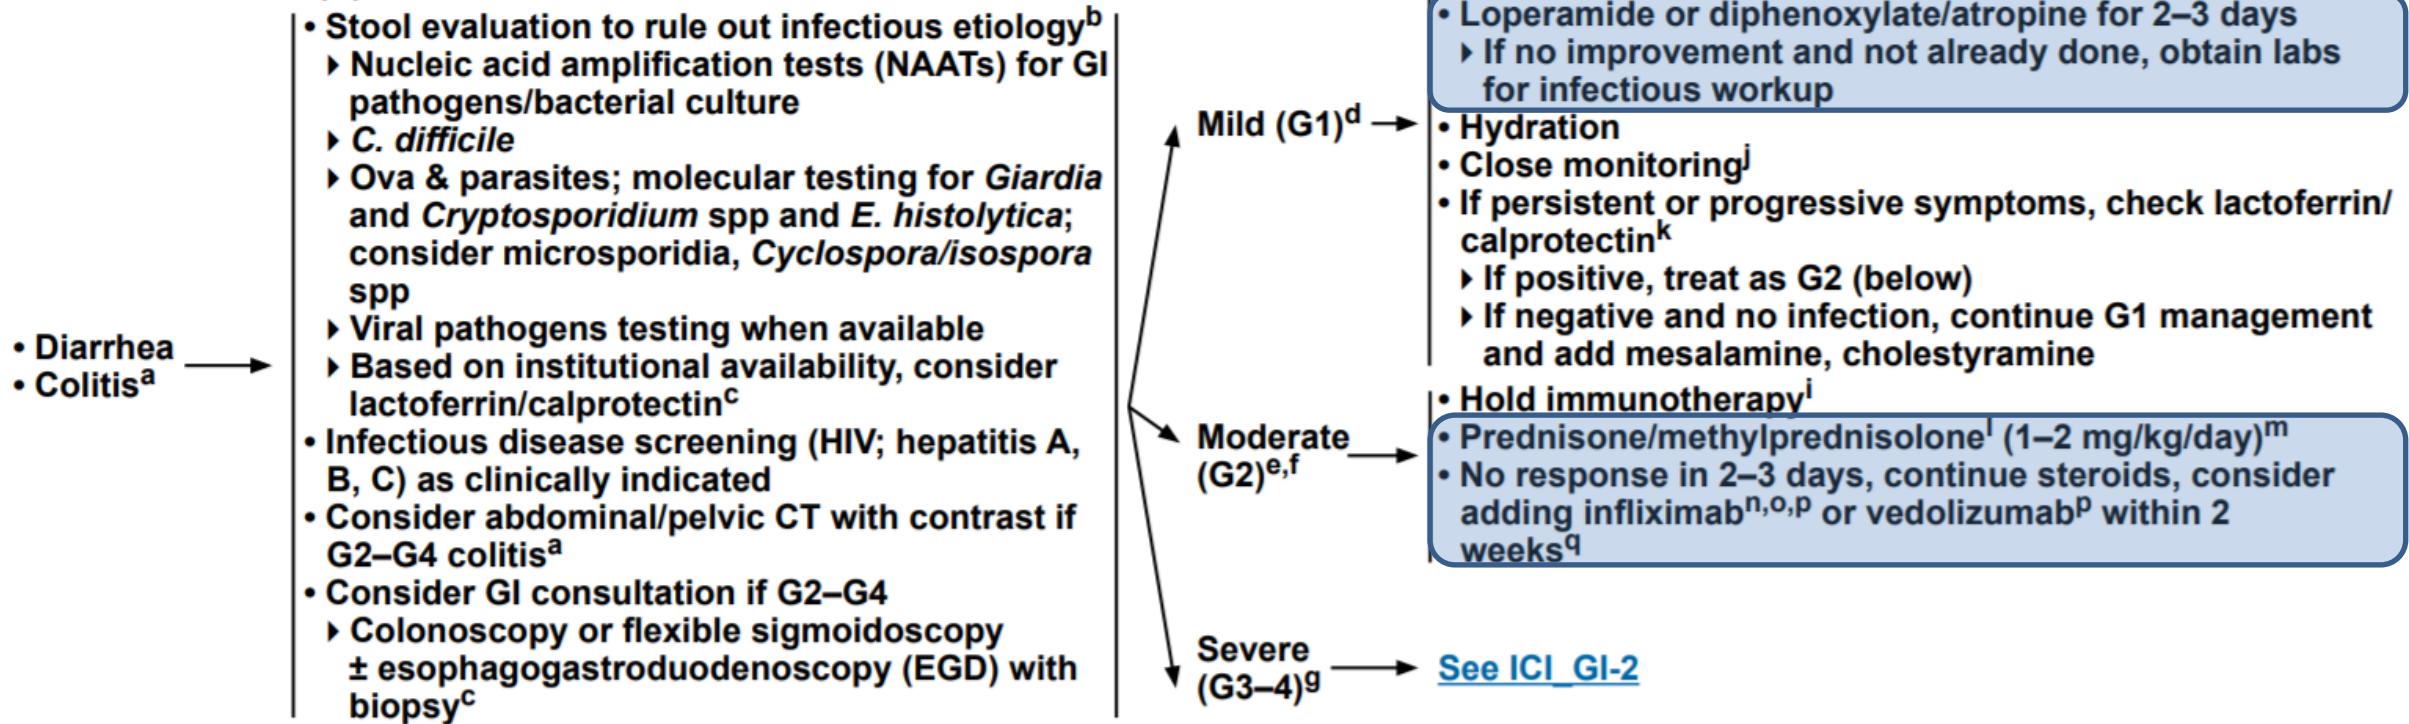 • Diarrhea
• Colitisa
• Stool evaluation to rule out infectious etiologyb
▸ Nucleic acid amplification tests (NAATs) for GI
pathogens/bacterial culture
▸ C. difficile
▸ Ova & parasites; molecular testing for Giardia
and Cryptosporidium spp and E. histolytica;
consider microsporidia, Cyclospora/isospora
spp
▸ Viral pathogens testing when available
▸ Based on institutional availability, consider
lactoferrin/calprotectinc
• Infectious disease screening (HIV; hepatitis A,
B, C) as clinically indicated
• Consider abdominal/pelvic CT with contrast if
G2–G4 colitisa
• Consider GI consultation if G2–G4
▸ Colonoscopy or flexible sigmoidoscopy
± esophagogastroduodenoscopy (EGD) with
biopsyc
Mild (G1)d
• Loperamide or diphenoxylate/atropine for 2–3 days
▸ If no improvement and not already done, obtain labs
for infectious workup
• Hydration
• Close monitoringj
• If persistent or progressive symptoms, check lactoferrin/
calprotectink
▸ If positive, treat as G2 (below)
▸ If negative and no infection, continue G1 management
and add mesalamine, cholestyramine
Moderate
(G2)e,f
• Hold immunotherapyi
• Prednisone/methylprednisolonel (1–2 mg/kg/day)m
• No response in 2–3 days, continue steroids, consider
adding infliximabn,o,p or vedolizumabp within 2
weeksq
Severe
(G3–4)g
See ICI_GI-2